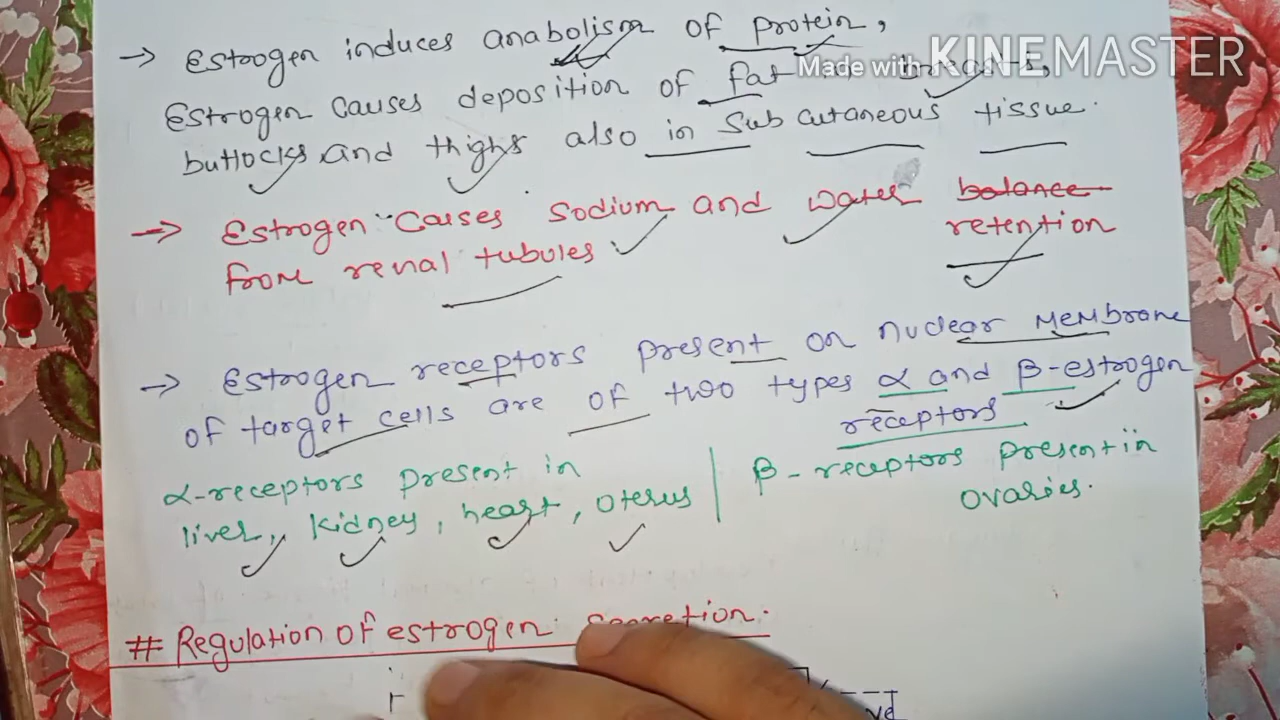 → Estrogen induces anabolism of protein,
Made with KINEMASTER
Estrogen causes deposition of fat breasts,
buttocks and thighs also in Subcutaneous tissue.
→ Estrogen causes Sodium and water balance
retention
from renal tubules
→ Estrogen receptors present on nuclear MeMbrane
of target cells are of two types α and β-estrogen
receptors
α-receptors present in
liver, Kidney, heart, uterus
β-receptors present in
ovaries.
# Regulation of estrogen Secretion.